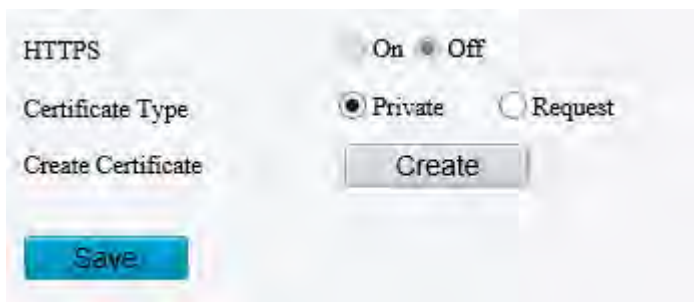 HTTPS On Off
Certificate Type Private Request
Create Certificate Create
Save